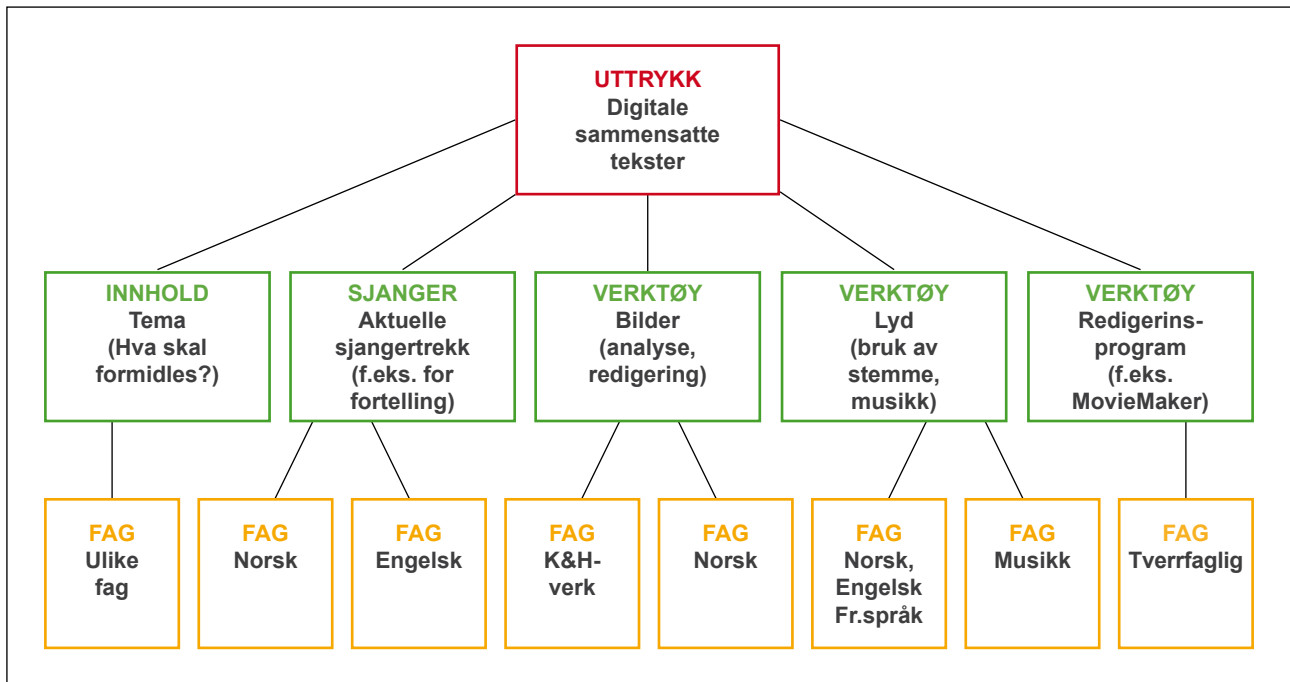 UTTRYKK
Digitale
sammensatte
tekster
INNHOLD
Tema
(Hva skal
formidles?)
SJANGER
Aktuelle
sjangertrekk
(f.eks. for
fortelling)
VERKTØY
Bilder
(analyse,
redigering)
VERKTØY
Lyd
(bruk av
stemme,
musikk)
VERKTØY
Redigerins-
program
(f.eks.
MovieMaker)
FAG
Ulike
fag
FAG
Norsk
FAG
Engelsk
FAG
K&H-
verk
FAG
Norsk
FAG
Norsk,
Engelsk
Fr.språk
FAG
Musikk
FAG
Tverrfaglig